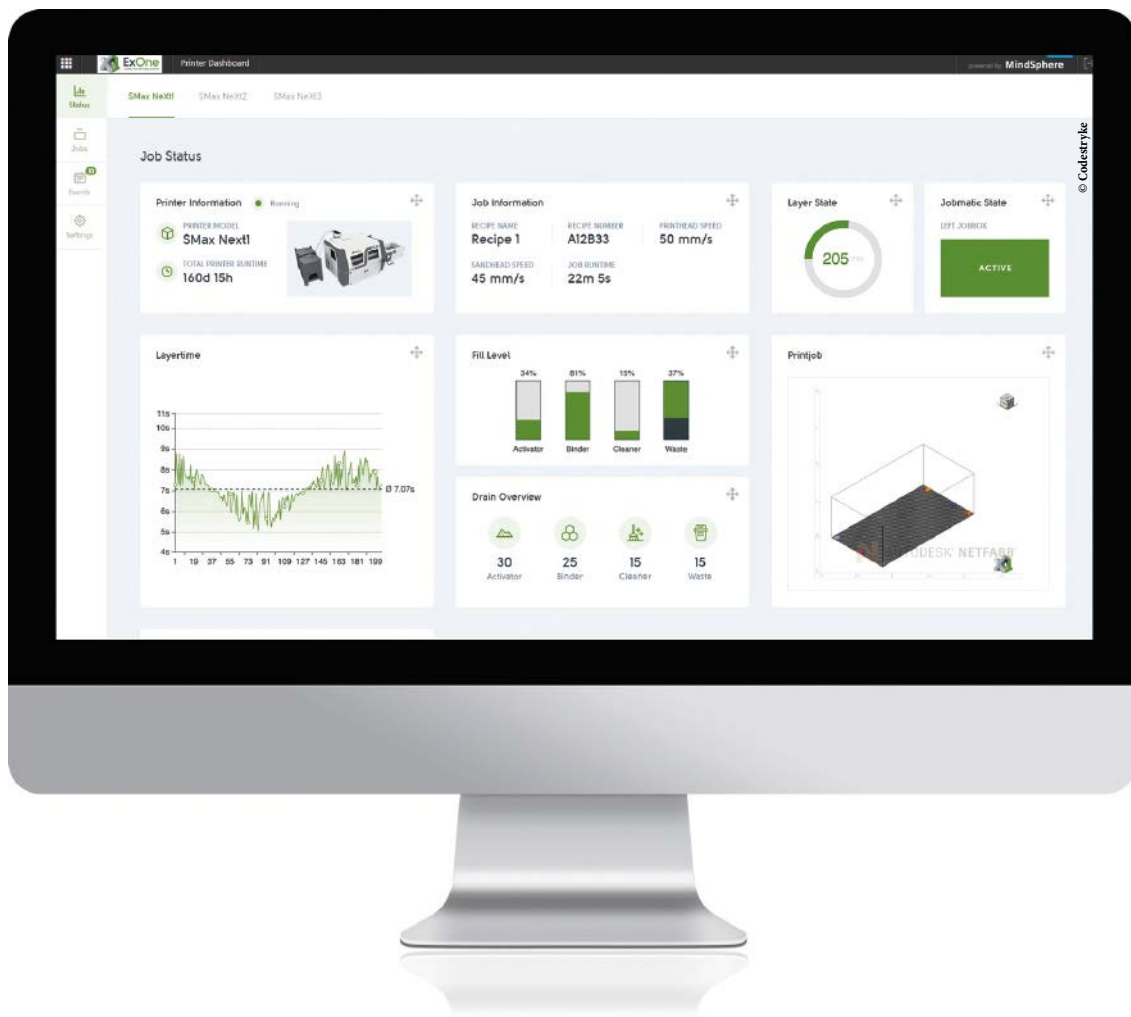 ExOne
Printer Dashboard
powered by MindSphere
Status
SMax NeXt1 SMax NeXt2 SMax NeXt3
Jobs
10
Events
Settings
© Codestryke
Job Status
Printer Information Running
PRINTER MODEL
SMax Next1
TOTAL PRINTER RUNTIME
160d 15h
Job Information
RECIPE NAME RECIPE NUMBER PRINTHEAD SPEED
Recipe 1 A12B33 50 mm/s
SANDHEAD SPEED JOB RUNTIME
45 mm/s 22m 5s
Layer State
205
Jobmatic State
LEFT JOBBOX
ACTIVE
Layertime
11s
10s
9s
8s
7s
6s
5s
4s
Ø 7.07s
1 19 37 55 73 91 109 127 145 163 181 199
Fill Level
34% 81% 15% 37%
Activator Binder Cleaner Waste
Drain Overview
30 25 15 15
Activator Binder Cleaner Waste
Printjob
NETFABB